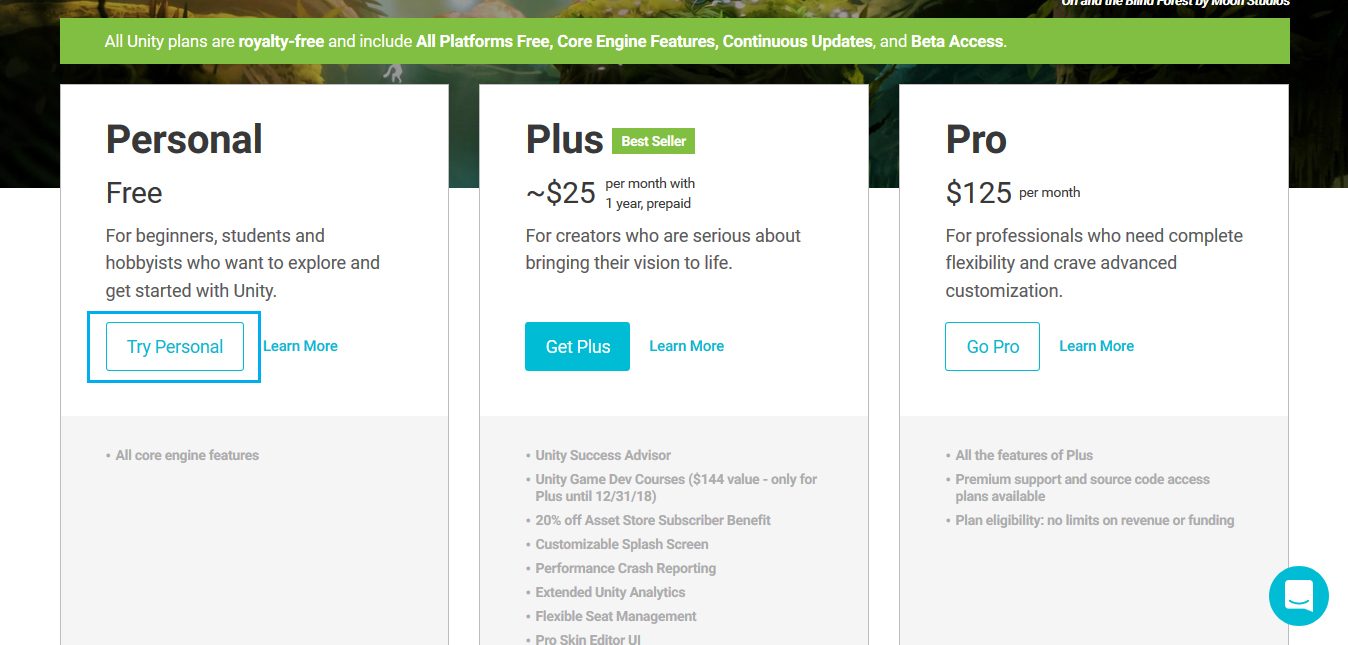 Ori and the Blind Forest by Moon Studios
All Unity plans are royalty-free and include All Platforms Free, Core Engine Features, Continuous Updates, and Beta Access.
Personal
Free
For beginners, students and
hobbyists who want to explore and
get started with Unity.
Try Personal
Learn More
• All core engine features
Plus
Best Seller
~$25
per month with
1 year, prepaid
For creators who are serious about
bringing their vision to life.
Get Plus
Learn More
• Unity Success Advisor
• Unity Game Dev Courses ($144 value - only for
Plus until 12/31/18)
• 20% off Asset Store Subscriber Benefit
• Customizable Splash Screen
• Performance Crash Reporting
• Extended Unity Analytics
• Flexible Seat Management
• Pro Skin Editor UI
Pro
$125 per month
For professionals who need complete
flexibility and crave advanced
customization.
Go Pro
Learn More
• All the features of Plus
• Premium support and source code access
plans available
• Plan eligibility: no limits on revenue or funding